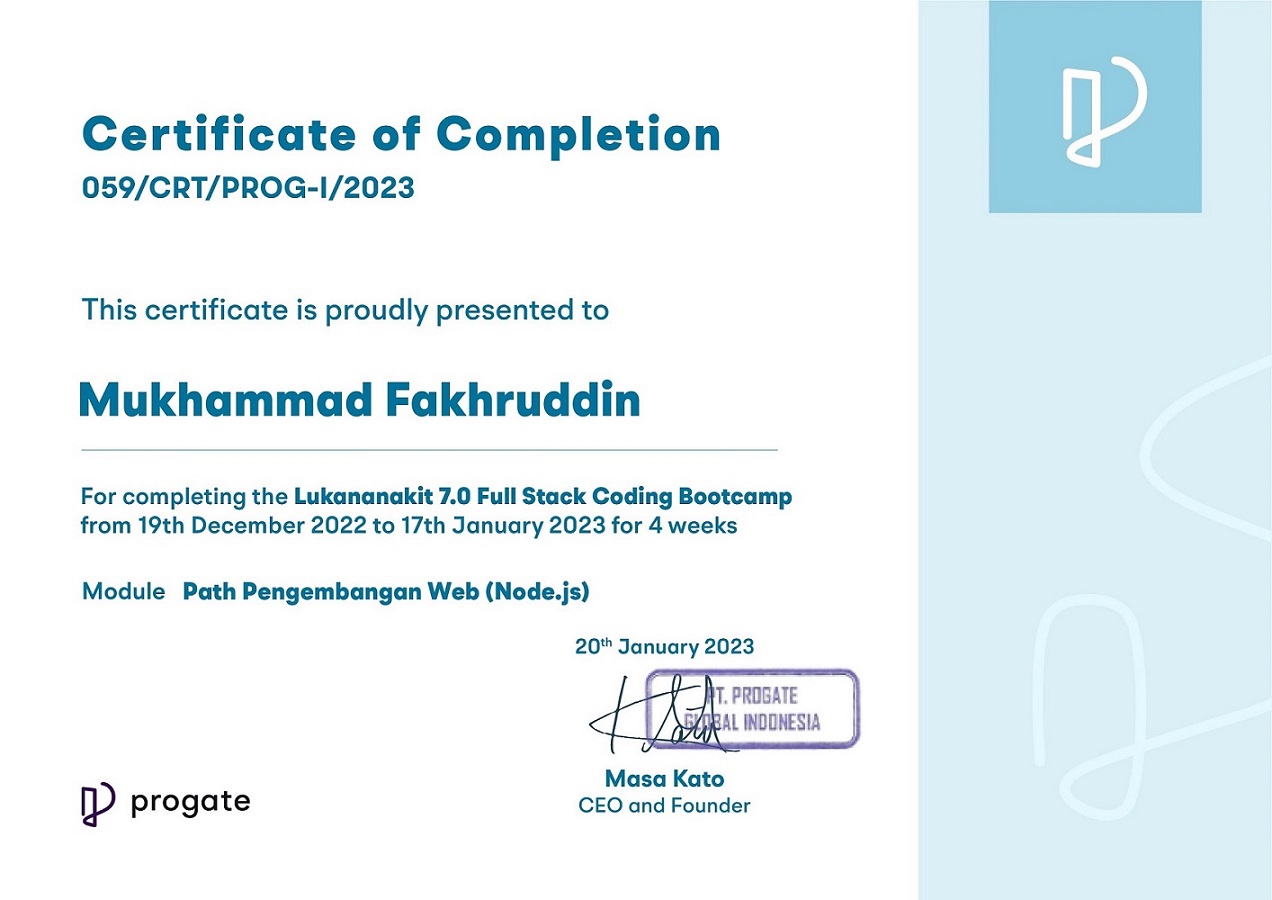 Certificate of Completion
059/CRT/PROG-I/2023
This certificate is proudly presented to
Mukhammad Fakhruddin
For completing the Lukananakit 7.0 Full Stack Coding Bootcamp
from 19th December 2022 to 17th January 2023 for 4 weeks
Module Path Pengembangan Web (Node.js)
20th January 2023
PT. PROGATE
GLOBAL INDONESIA
Masa Kato
CEO and Founder
progate